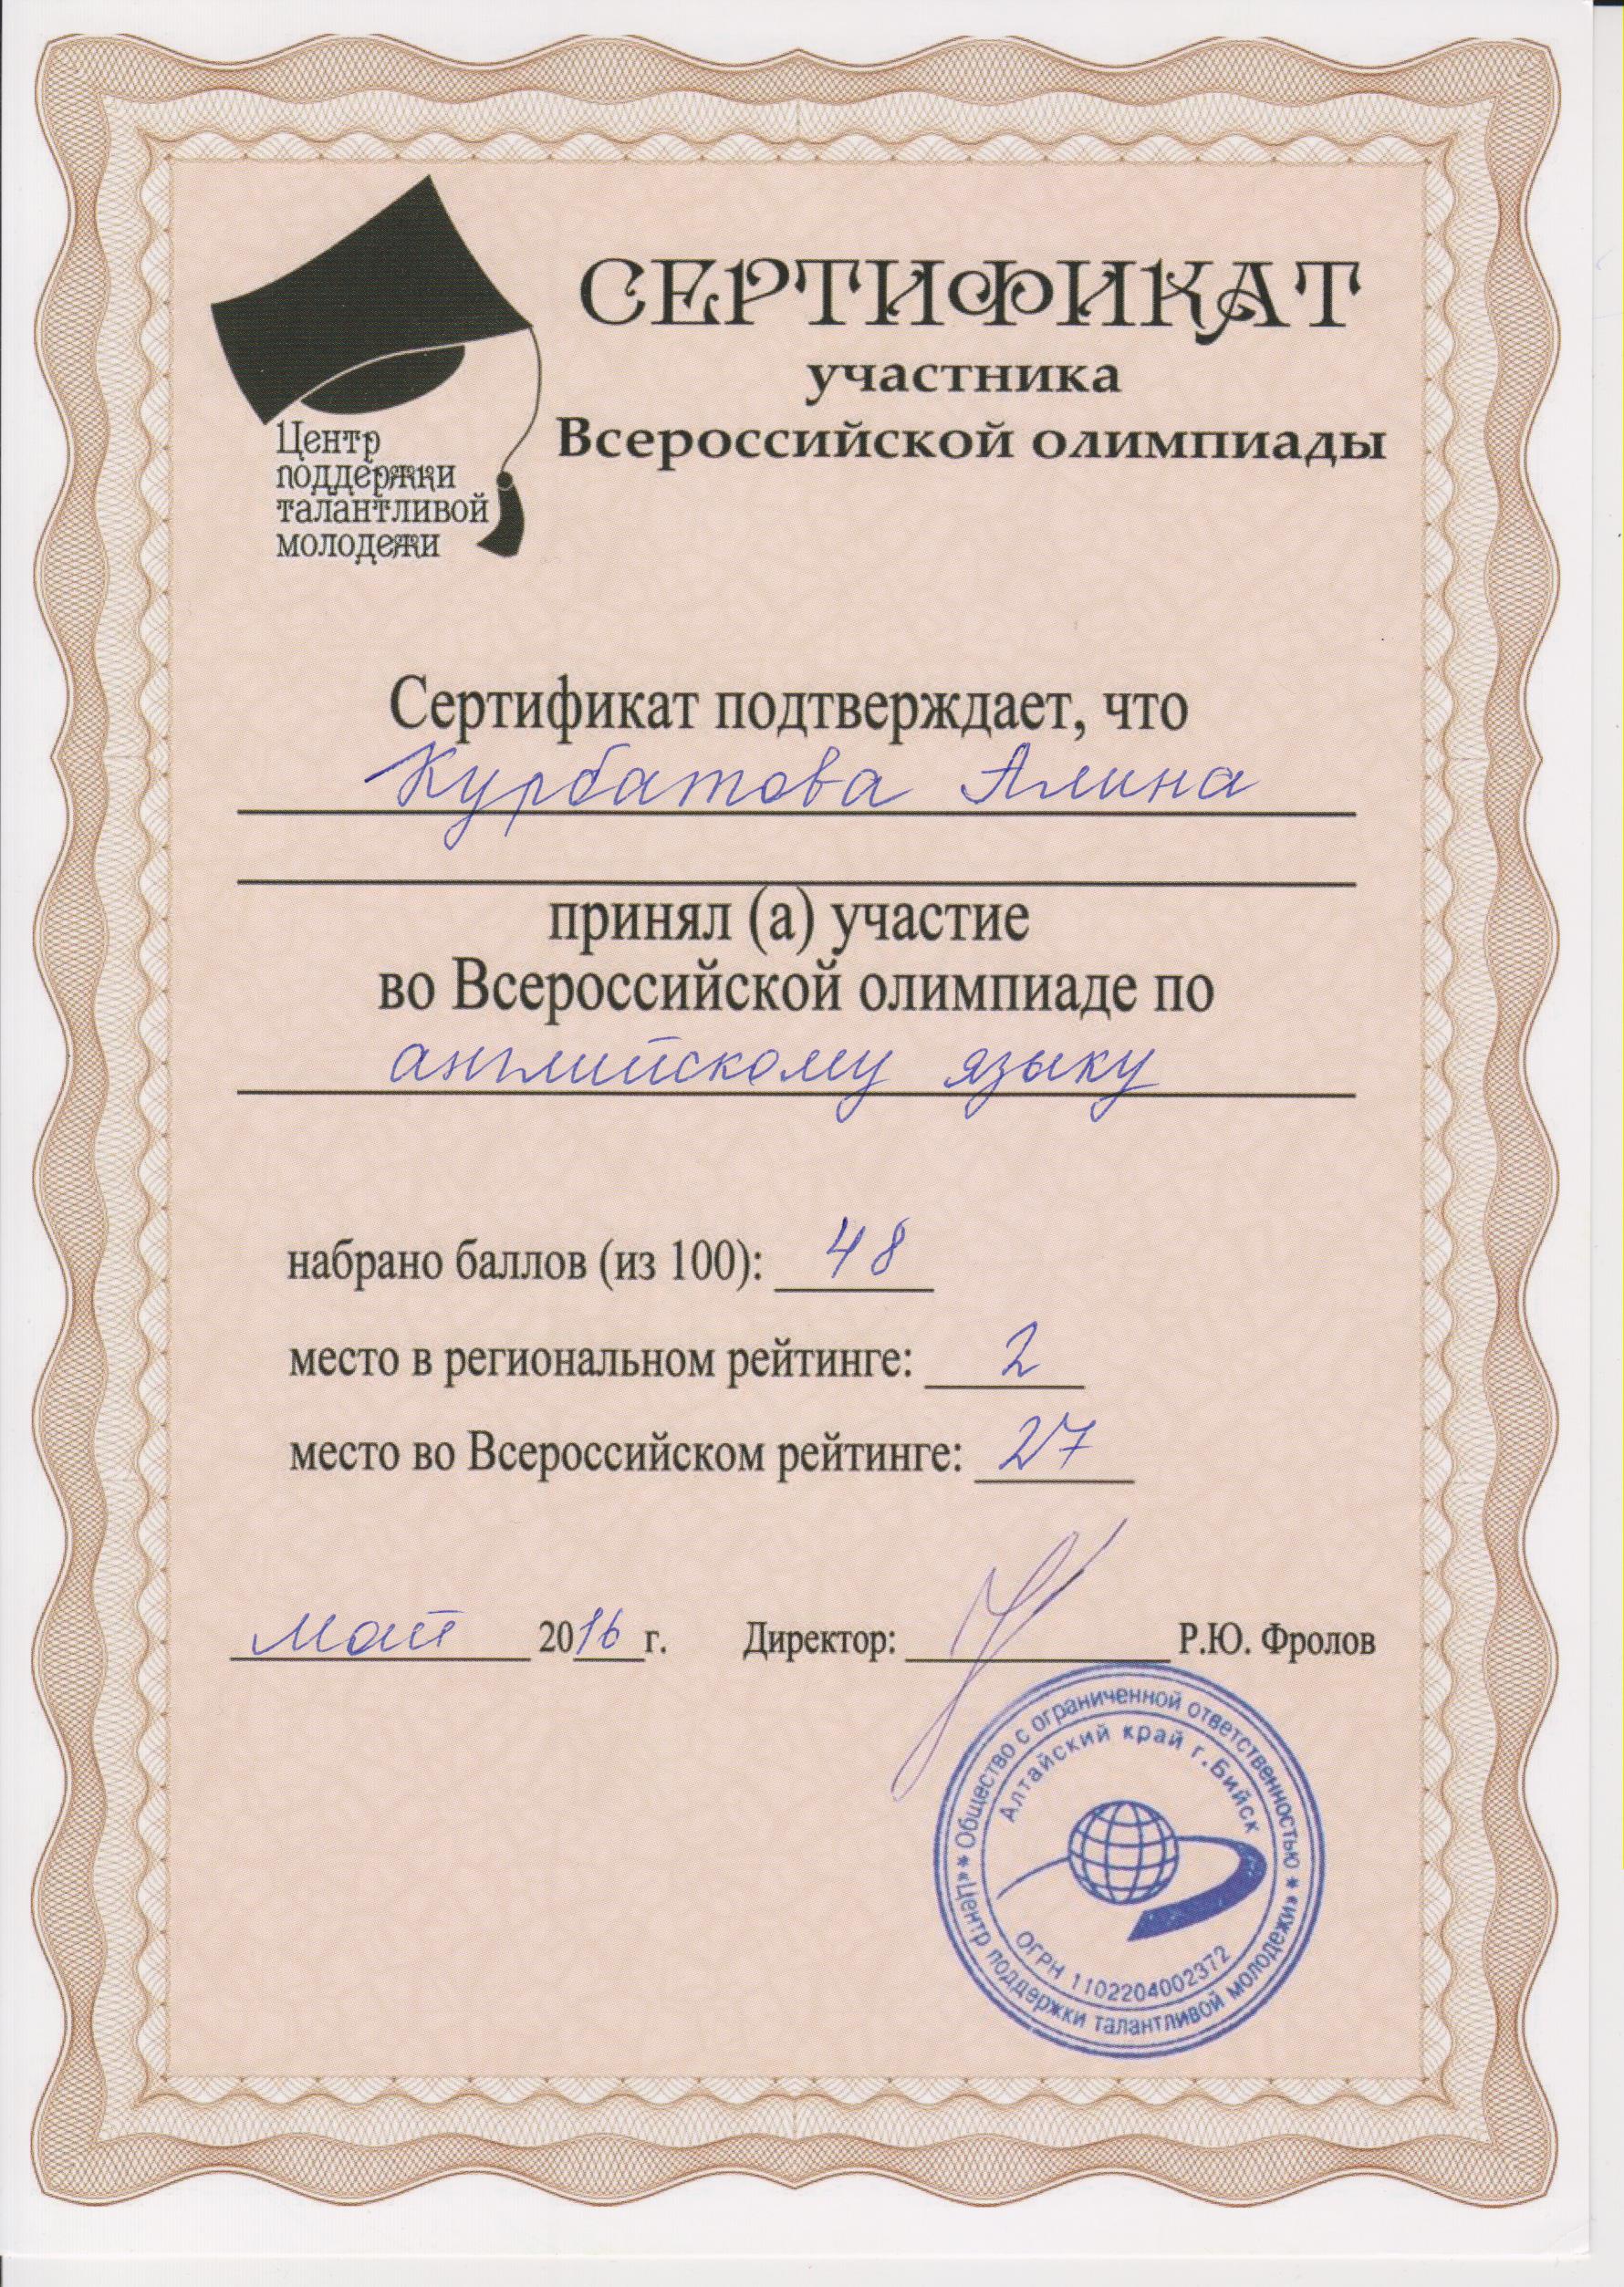 СЕРТИФИКАТ
участника
Всероссийской олимпиады
Центр
поддержки
талантливой
молодежи
Сертификат подтверждает, что
Курбатова Алина
принял (а) участие
во Всероссийской олимпиаде по
английскому языку
набрано баллов (из 100): 48
место в региональном рейтинге: 2
место во Всероссийском рейтинге: 27
май 2016 г. Директор: Р.Ю. Фролов
* Общество с ограниченной ответственностью *
«Центр поддержки талантливой молодежи»
Алтайский край г.Бийск
ОГРН 1102204002372